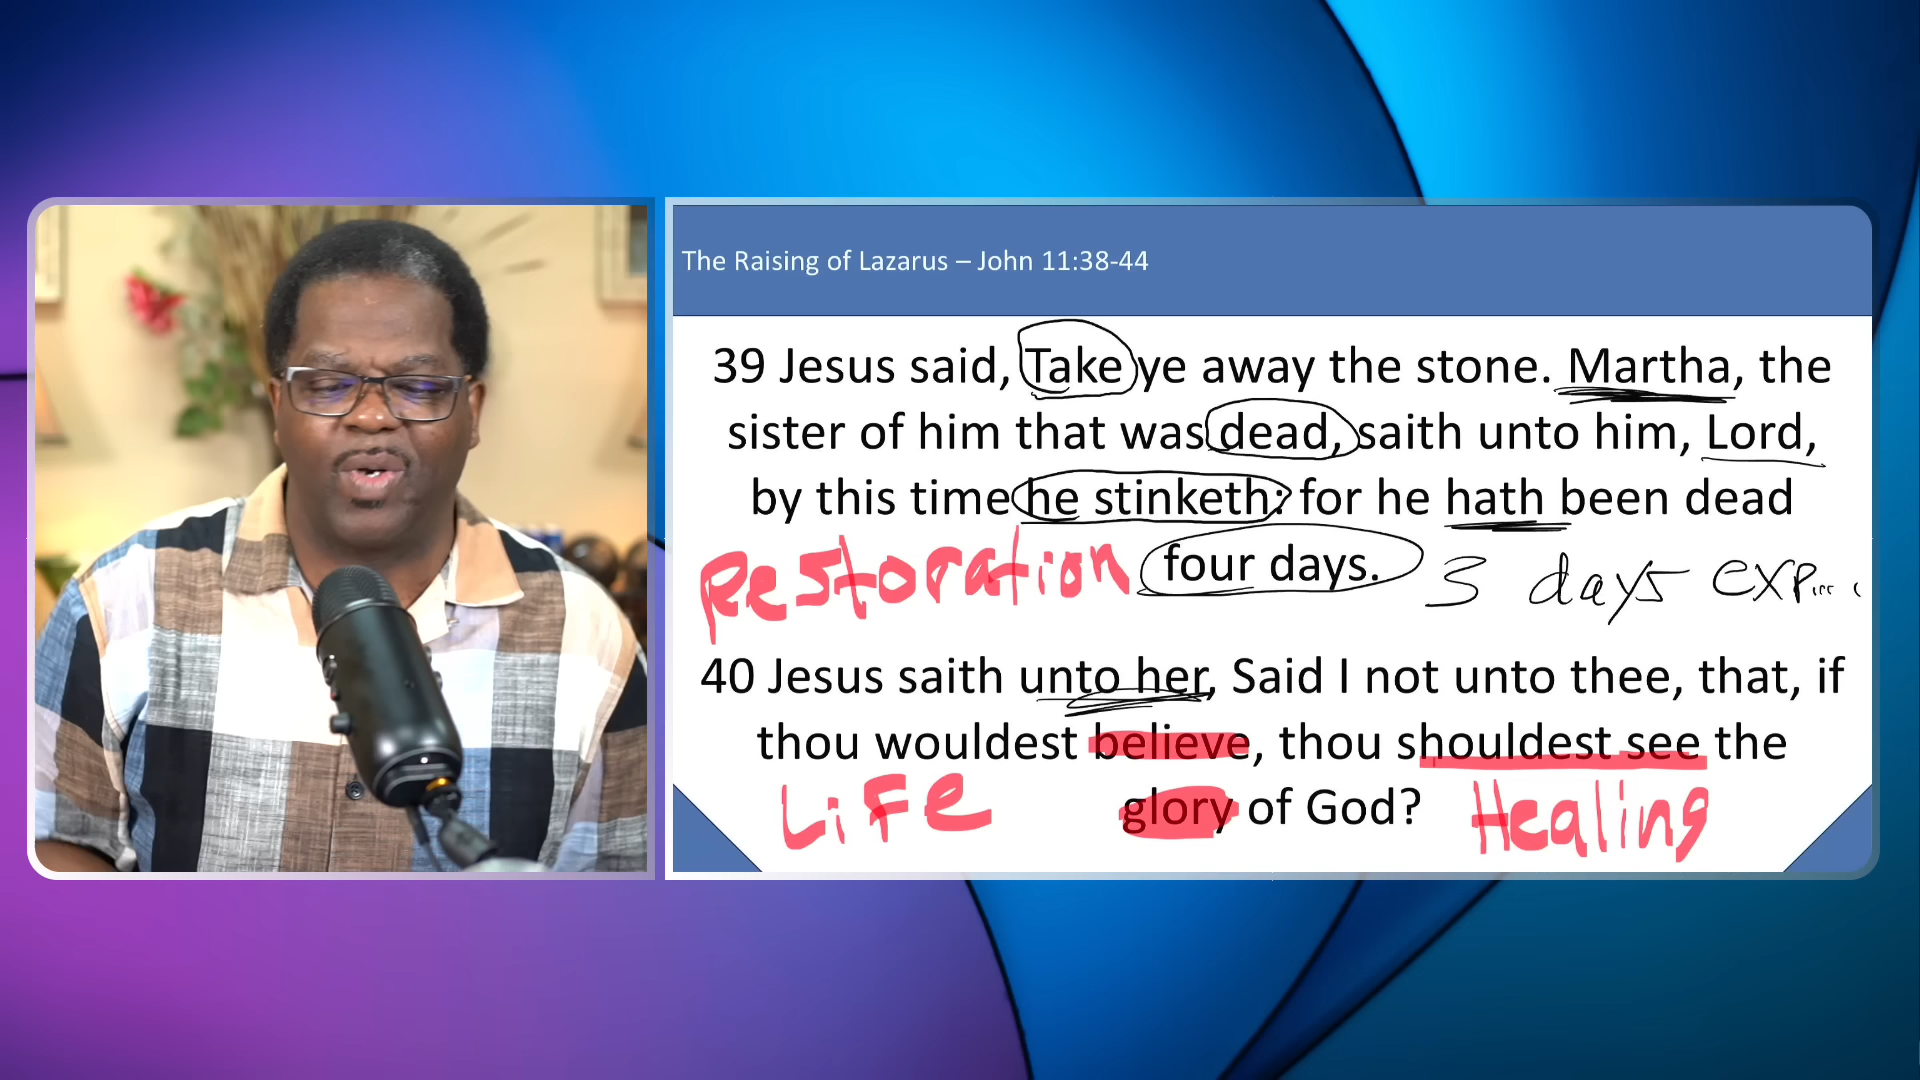 The Raising of Lazarus – John 11:38-44
39 Jesus said, Take ye away the stone. Martha, the
sister of him that was dead, saith unto him, Lord,
by this time he stinketh: for he hath been dead
Restoration four days. 3 days
40 Jesus saith unto her, Said I not unto thee, that, if
thou wouldest believe, thou shouldest see the
LiFe glory of God? Healing